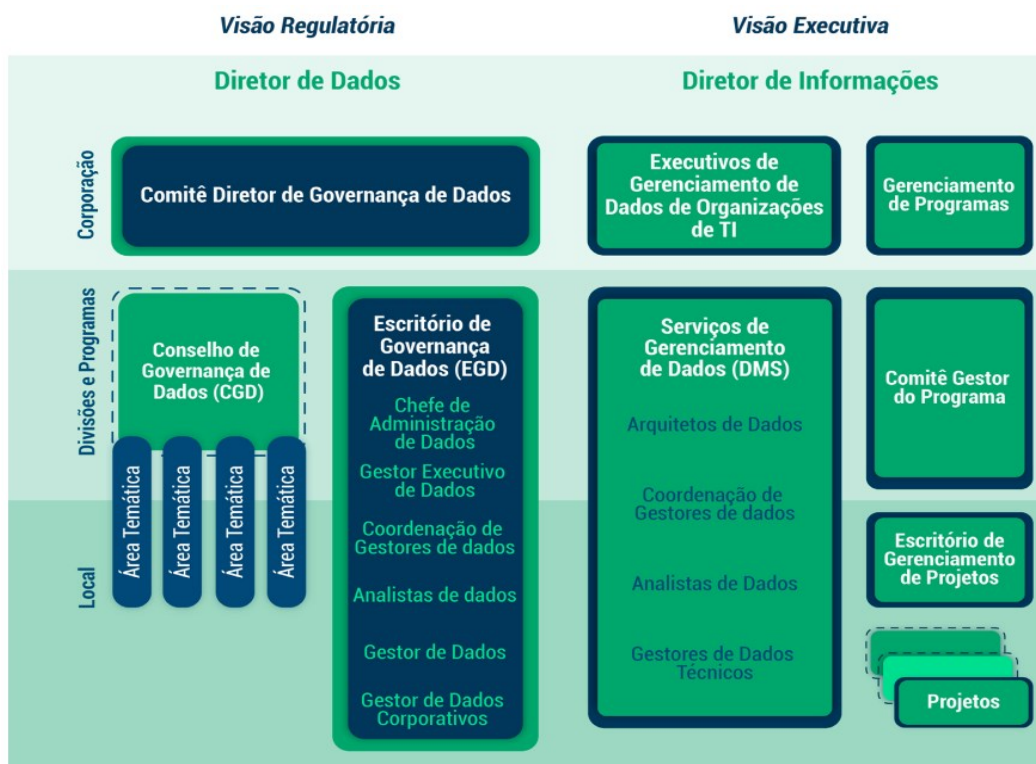 Visão Regulatória
Visão Executiva
Diretor de Dados
Diretor de Informações
Corporação
Comitê Diretor de Governança de Dados
Executivos de
Gerenciamento de
Dados de Organizações
de TI
Gerenciamento
de Programas
Divisões e Programas
Conselho de
Governança de
Dados (CGD)
Escritório de
Governança
de Dados (EGD)
Chefe de
Administração
de Dados
Gestor Executivo
de Dados
Coordenação de
Gestores de dados
Analistas de dados
Gestor de Dados
Gestor de Dados
Corporativos
Serviços de
Gerenciamento
de Dados (DMS)
Arquitetos de Dados
Coordenação de
Gestores de dados
Analistas de Dados
Gestores de Dados
Técnicos
Comitê Gestor
do Programa
Local
Área Temática
Área Temática
Área Temática
Área Temática
Escritório de
Gerenciamento
de Projetos
Projetos